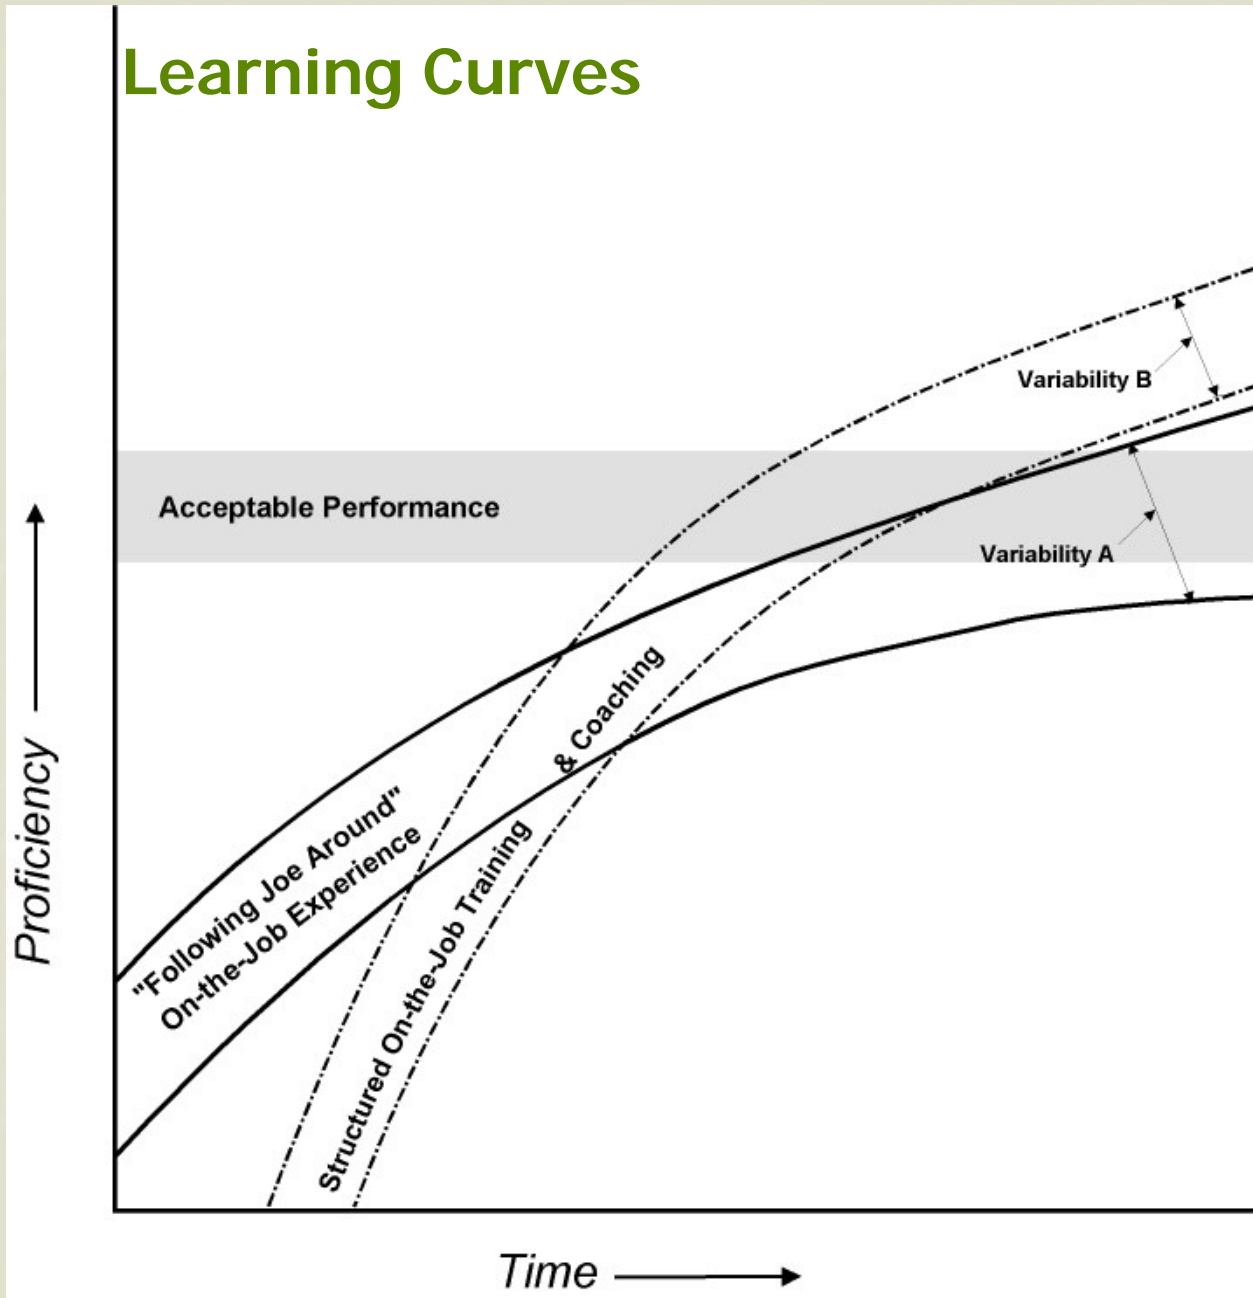 Learning Curves
Variability B
Acceptable Performance
Variability A
& Coaching
"Following Joe Around"
On-the-Job Experience
Structured On-the-Job Training
Proficiency
Time